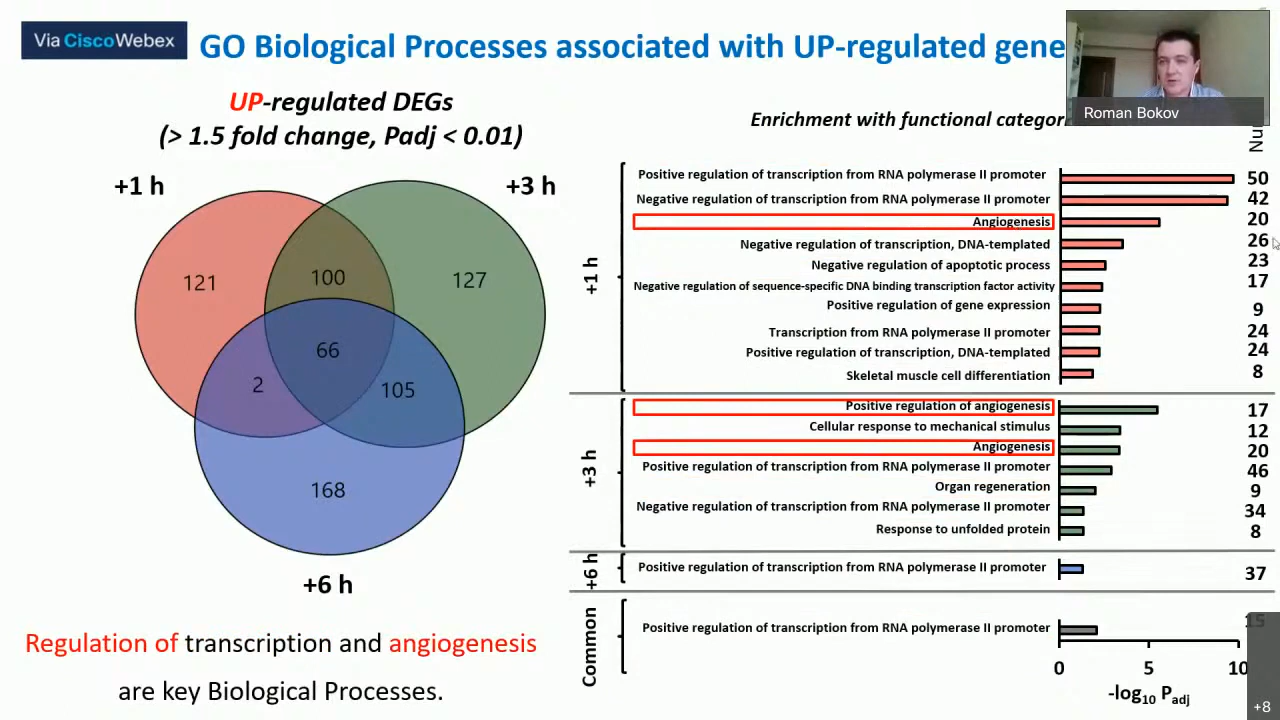 Via Cisco Webex
GO Biological Processes associated with UP-regulated gene
Roman Bokov
UP-regulated DEGs
(> 1.5 fold change, Padj < 0.01)
+1 h
+3 h
121
100
127
66
2
105
168
+6 h
Regulation of transcription and angiogenesis
are key Biological Processes.
Enrichment with functional categor
Nu
+1 h
Positive regulation of transcription from RNA polymerase II promoter 50
Negative regulation of transcription from RNA polymerase II promoter 42
Angiogenesis 20
Negative regulation of transcription, DNA-templated 26
Negative regulation of apoptotic process 23
Negative regulation of sequence-specific DNA binding transcription factor activity 17
Positive regulation of gene expression 9
Transcription from RNA polymerase II promoter 24
Positive regulation of transcription, DNA-templated 24
Skeletal muscle cell differentiation 8
+3 h
Positive regulation of angiogenesis 17
Cellular response to mechanical stimulus 12
Angiogenesis 20
Positive regulation of transcription from RNA polymerase II promoter 46
Organ regeneration 9
Negative regulation of transcription from RNA polymerase II promoter 34
Response to unfolded protein 8
+6 h
Positive regulation of transcription from RNA polymerase II promoter 37
Common
Positive regulation of transcription from RNA polymerase II promoter 15
0 5 10
-log10 Padj
+8